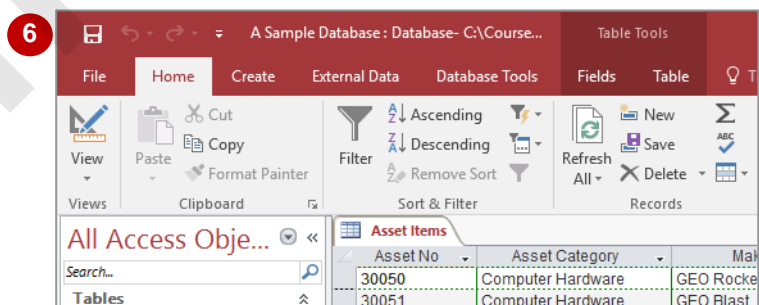 6
A Sample Database : Database- C:\Course...
Table Tools
File Home Create External Data Database Tools Fields Table
View
Paste
Cut
Copy
Format Painter
Filter
Ascending
Descending
Remove Sort
Refresh All
New
Save
Delete
Σ
ABC
Views Clipboard Sort & Filter Records
All Access Obje... «
Search...
Tables
Asset Items
Asset No Asset Category
30050 Computer Hardware GEO
30051 Computer Hardware GEO Blast